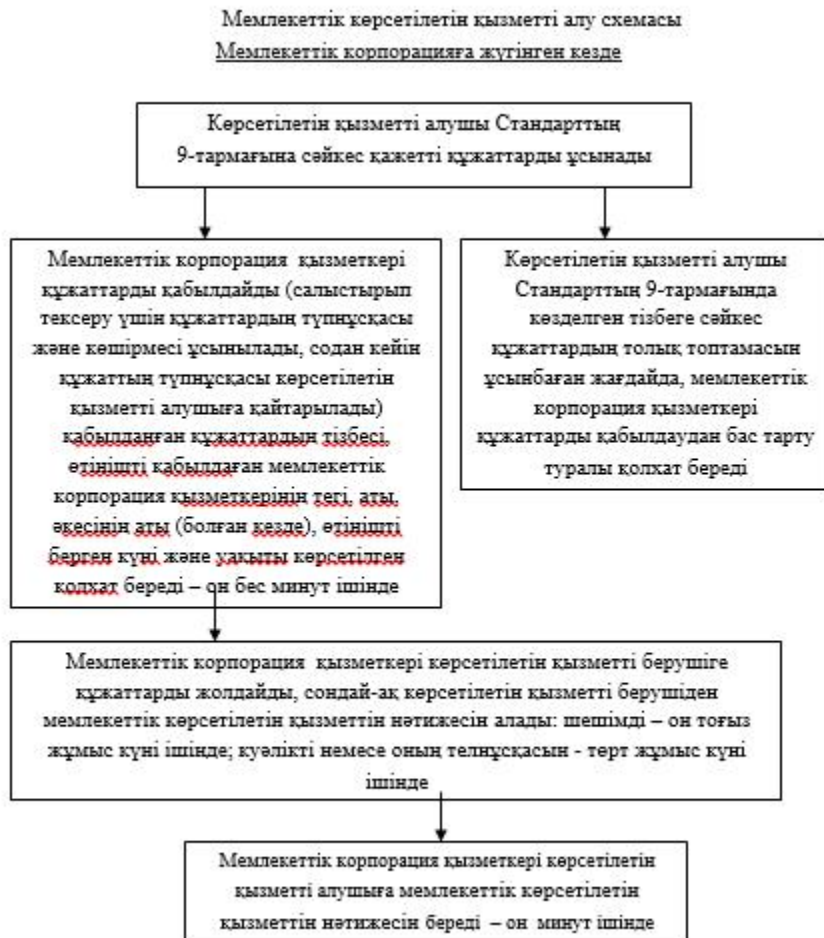 Мемлекеттік көрсетілетін қызметті алу схемасы
Мемлекеттік корпорацияға жүгінген кезде
Көрсетілетін қызметті алушы Стандарттың
9-тармағына сәйкес қажетті құжаттарды ұсынады
Мемлекеттік корпорация қызметкері
құжаттарды қабылдайды (салыстырып
тексеру үшін құжаттардың түпнұсқасы
және көшірмесі ұсынылады, содан кейін
құжаттың түпнұсқасы көрсетілетін
қызметті алушыға қайтарылады)
қабылданған құжаттардың тізбесі,
өтінішті қабылдаған мемлекеттік
корпорация қызметкерінің тегі, аты,
әкесінің аты (болған кезде), өтінішті
берген күні және уақыты көрсетілген
қолхат береді – он бес минут ішінде
Көрсетілетін қызметті алушы
Стандарттың 9-тармағында
көзделген тізбеге сәйкес
құжаттардың толық топтамасын
ұсынбаған жағдайда, мемлекеттік
корпорация қызметкері
құжаттарды қабылдаудан бас тарту
туралы қолхат береді
Мемлекеттік корпорация қызметкері көрсетілетін қызметті берушіге
құжаттарды жолдайды, сондай-ақ көрсетілетін қызметті берушіден
мемлекеттік көрсетілетін қызметтін нәтижесін алады: шешімді – он тоғыз
жұмыс күні ішінде; куәлікті немесе оның телнұсқасын - төрт жұмыс күні
ішінде
Мемлекеттік корпорация қызметкері көрсетілетін
қызметті алушыға мемлекеттік көрсетілетін
қызметтін нәтижесін береді – он минут ішінде